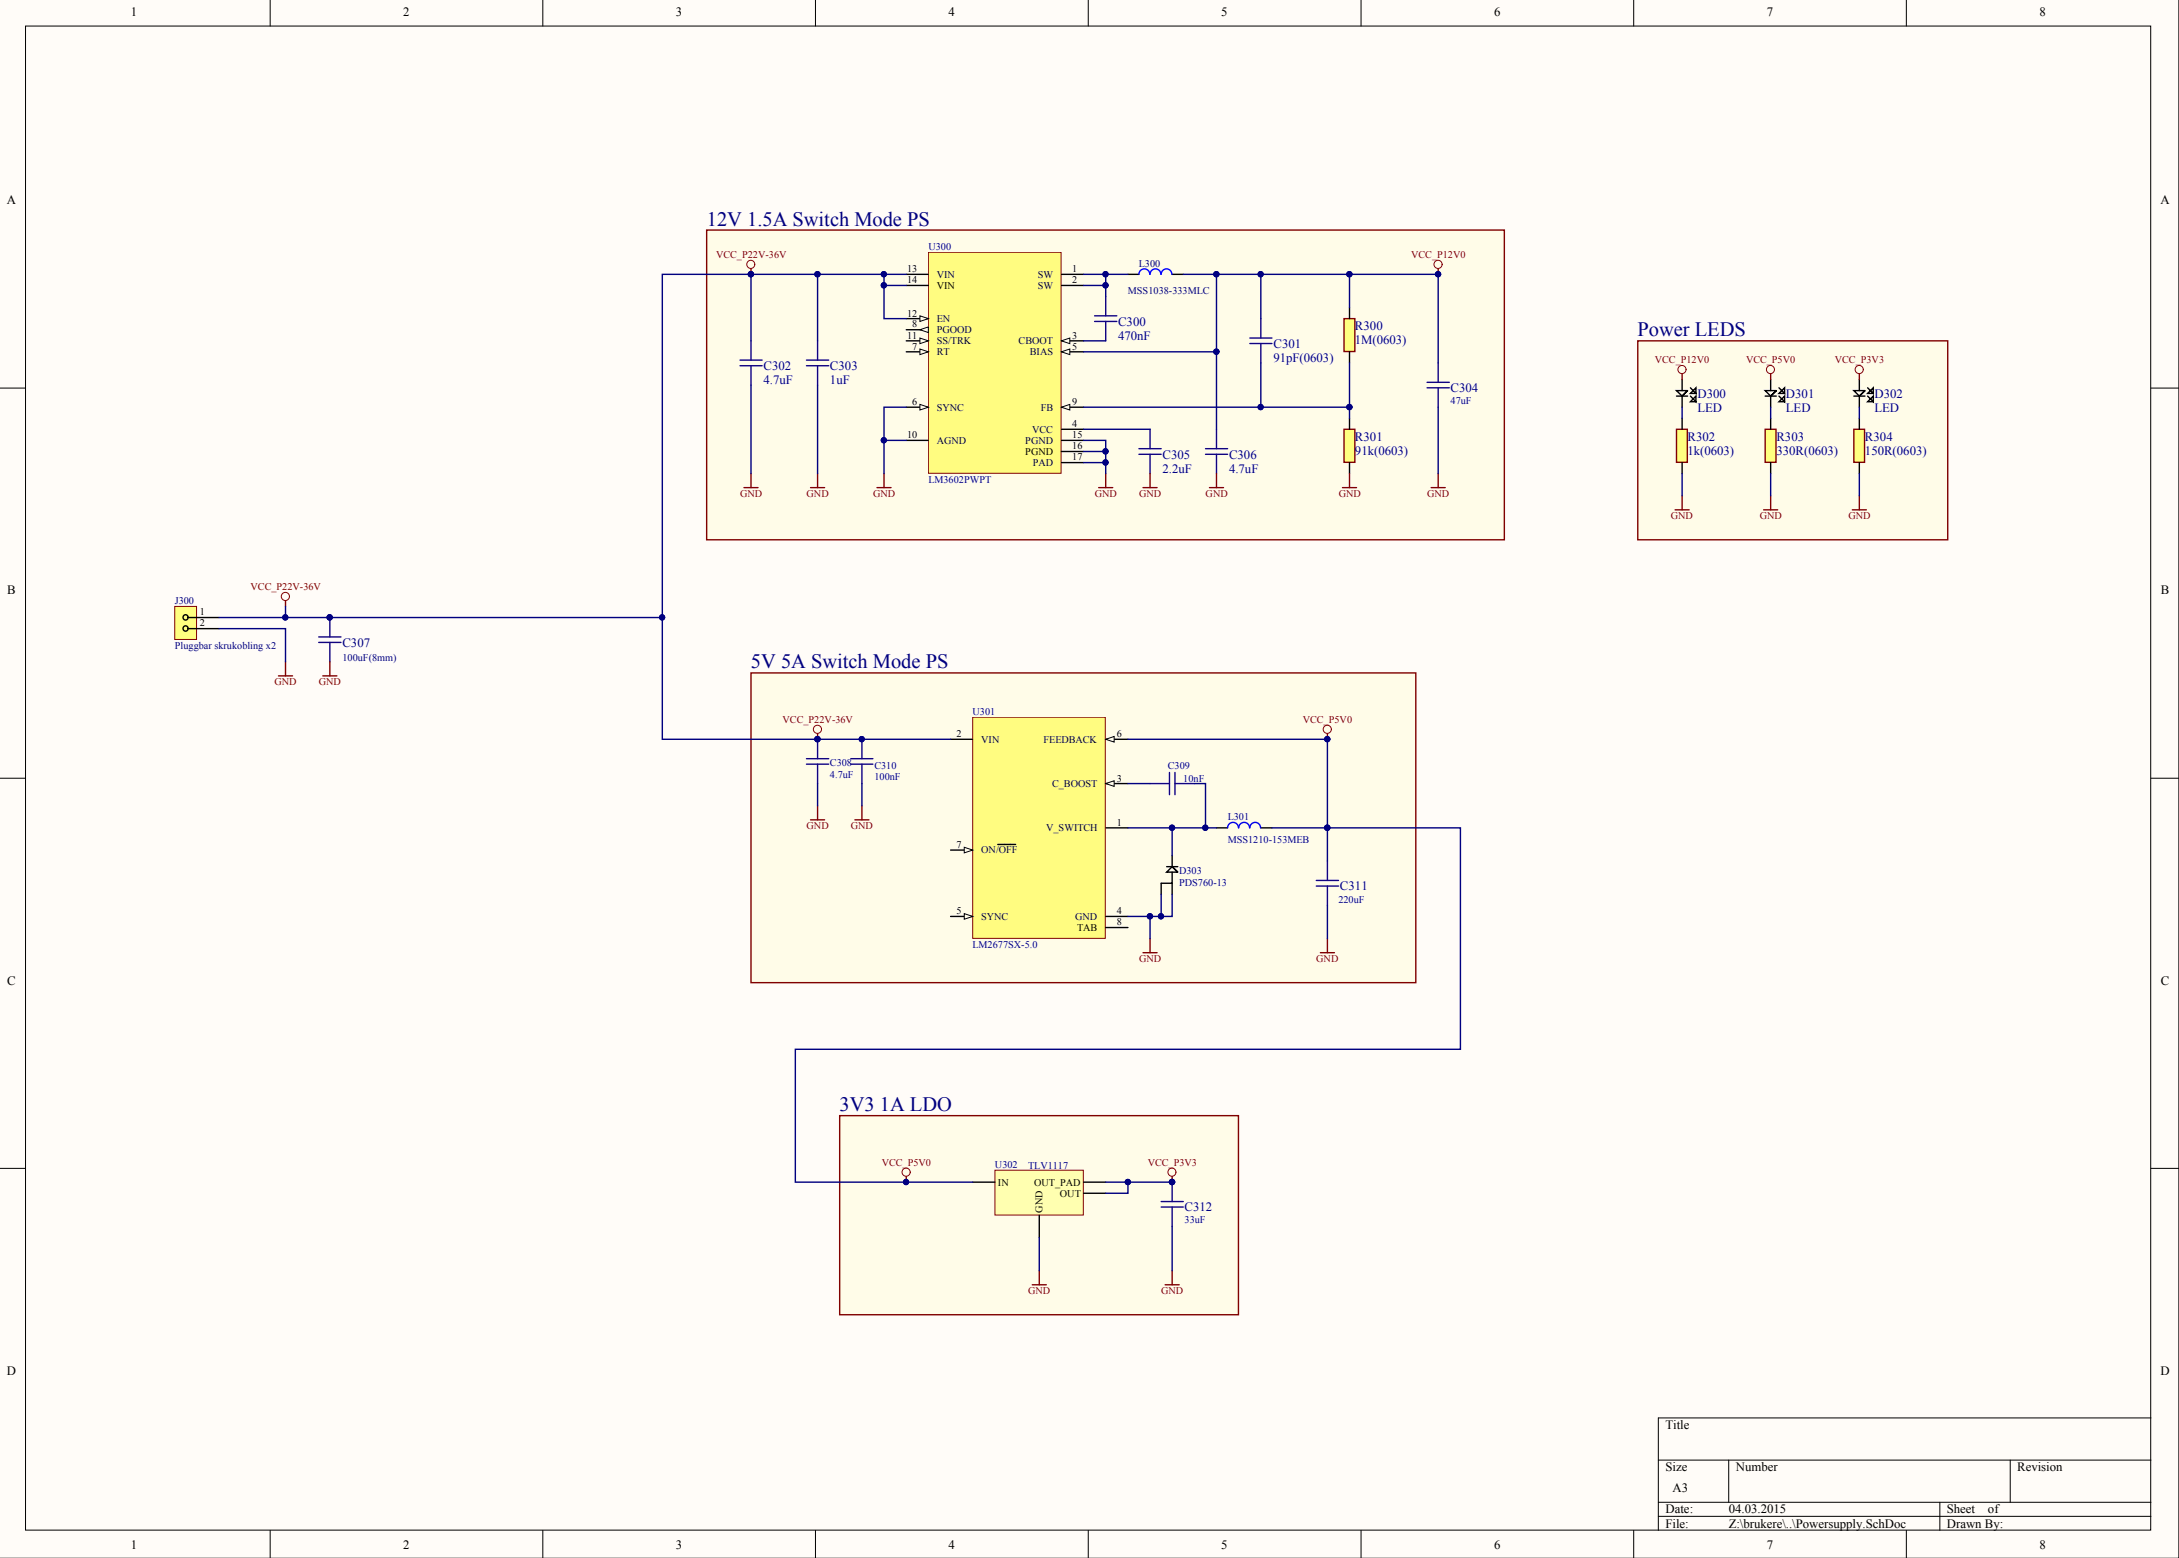 1 2 3 4 5 6 7 8
A A
B B
C C
D D
12V 1.5A Switch Mode PS
VCC_P22V-36V
U300
VCC_P12V0
13 VIN
14 VIN
12 EN
8 PGOOD
11 SS/TRK
7 RT
6 SYNC
10 AGND
SW 1
SW 2
CBOOT 3
BIAS 5
FB 9
VCC 4
PGND 15
PGND 16
PAD 17
LM3602PWPT
L300
MSS1038-333MLC
C300
470nF
C301
91pF(0603)
R300
1M(0603)
C302
4.7uF
C303
1uF
C304
47uF
R301
91k(0603)
C305
2.2uF
C306
4.7uF
GND GND GND GND GND GND GND GND
Power LEDS
VCC_P12V0 VCC_P5V0 VCC_P3V3
D300
LED
D301
LED
D302
LED
R302
1k(0603)
R303
330R(0603)
R304
150R(0603)
GND GND GND
VCC_P22V-36V
J300
1
2
Pluggbar skrukobling x2
C307
100uF(8mm)
GND GND
5V 5A Switch Mode PS
VCC_P22V-36V
U301
VCC_P5V0
2 VIN
7 ON/OFF
5 SYNC
FEEDBACK 6
C_BOOST 3
V_SWITCH 1
GND 4
TAB 8
LM2677SX-5.0
C308
4.7uF
C310
100nF
GND GND
C309
10nF
L301
MSS1210-153MEB
D303
PDS760-13
C311
220uF
GND GND
3V3 1A LDO
VCC_P5V0
U302 TLV1117
VCC_P3V3
IN
OUT_PAD
OUT
GND
C312
33uF
GND GND
Title
Size
A3
Number
Revision
Date: 04.03.2015 Sheet of
File: Z:\brukere\..\Powersupply.SchDoc Drawn By:
1 2 3 4 5 6 7 8